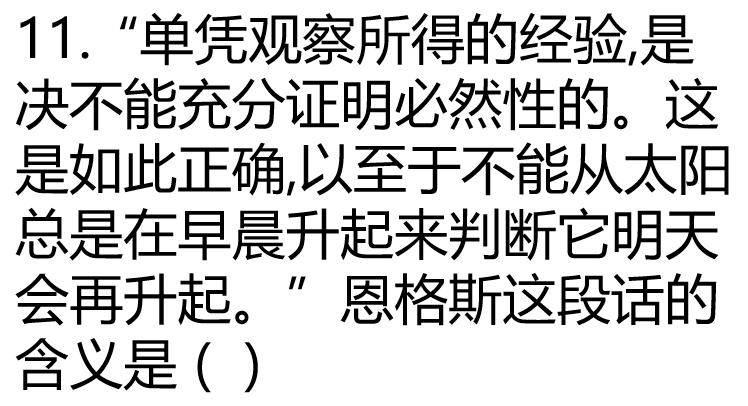 11.“单凭观察所得的经验,是
决不能充分证明必然性的。这
是如此正确,以至于不能从太阳
总是在早晨升起来判断它明天
会再升起。”恩格斯这段话的
含义是 ( )